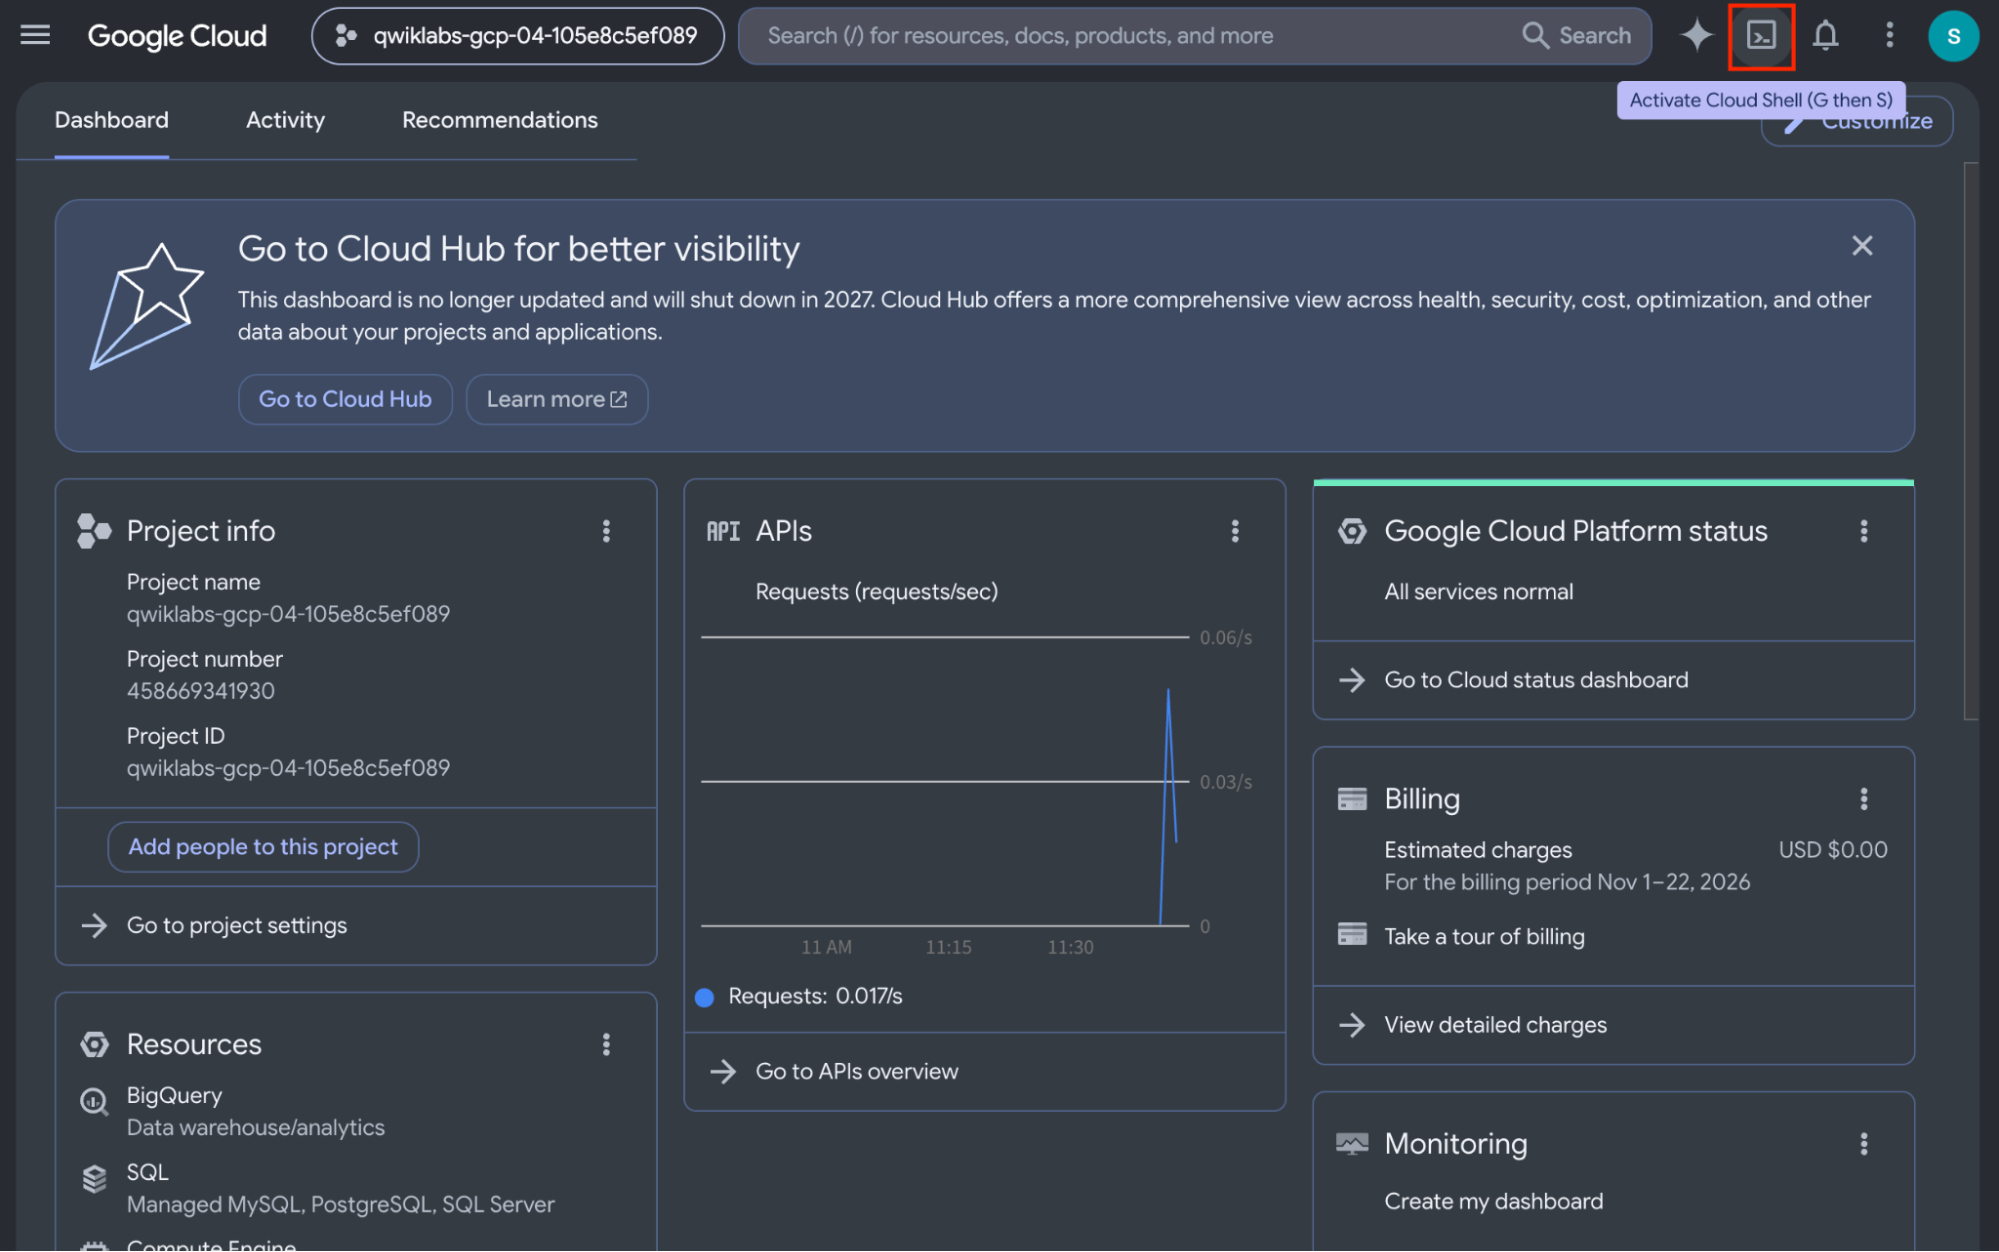 Google Cloud
qwiklabs-gcp-04-105e8c5ef089
Search (/) for resources, docs, products, and more
Search
S
Activate Cloud Shell (G then S)
Dashboard
Activity
Recommendations
Customize
Go to Cloud Hub for better visibility
This dashboard is no longer updated and will shut down in 2027. Cloud Hub offers a more comprehensive view across health, security, cost, optimization, and other
data about your projects and applications.
Go to Cloud Hub
Learn more
Project info
Project name
qwiklabs-gcp-04-105e8c5ef089
Project number
458669341930
Project ID
qwiklabs-gcp-04-105e8c5ef089
Add people to this project
Go to project settings
Resources
BigQuery
Data warehouse/analytics
SQL
Managed MySQL, PostgreSQL, SQL Server
Compute Engine
API APIs
Requests (requests/sec)
0.06/s
0.03/s
0
11 AM
11:15
11:30
Requests: 0.017/s
Go to APIs overview
Google Cloud Platform status
All services normal
Go to Cloud status dashboard
Billing
Estimated charges
USD $0.00
For the billing period Nov 1–22, 2026
Take a tour of billing
View detailed charges
Monitoring
Create my dashboard